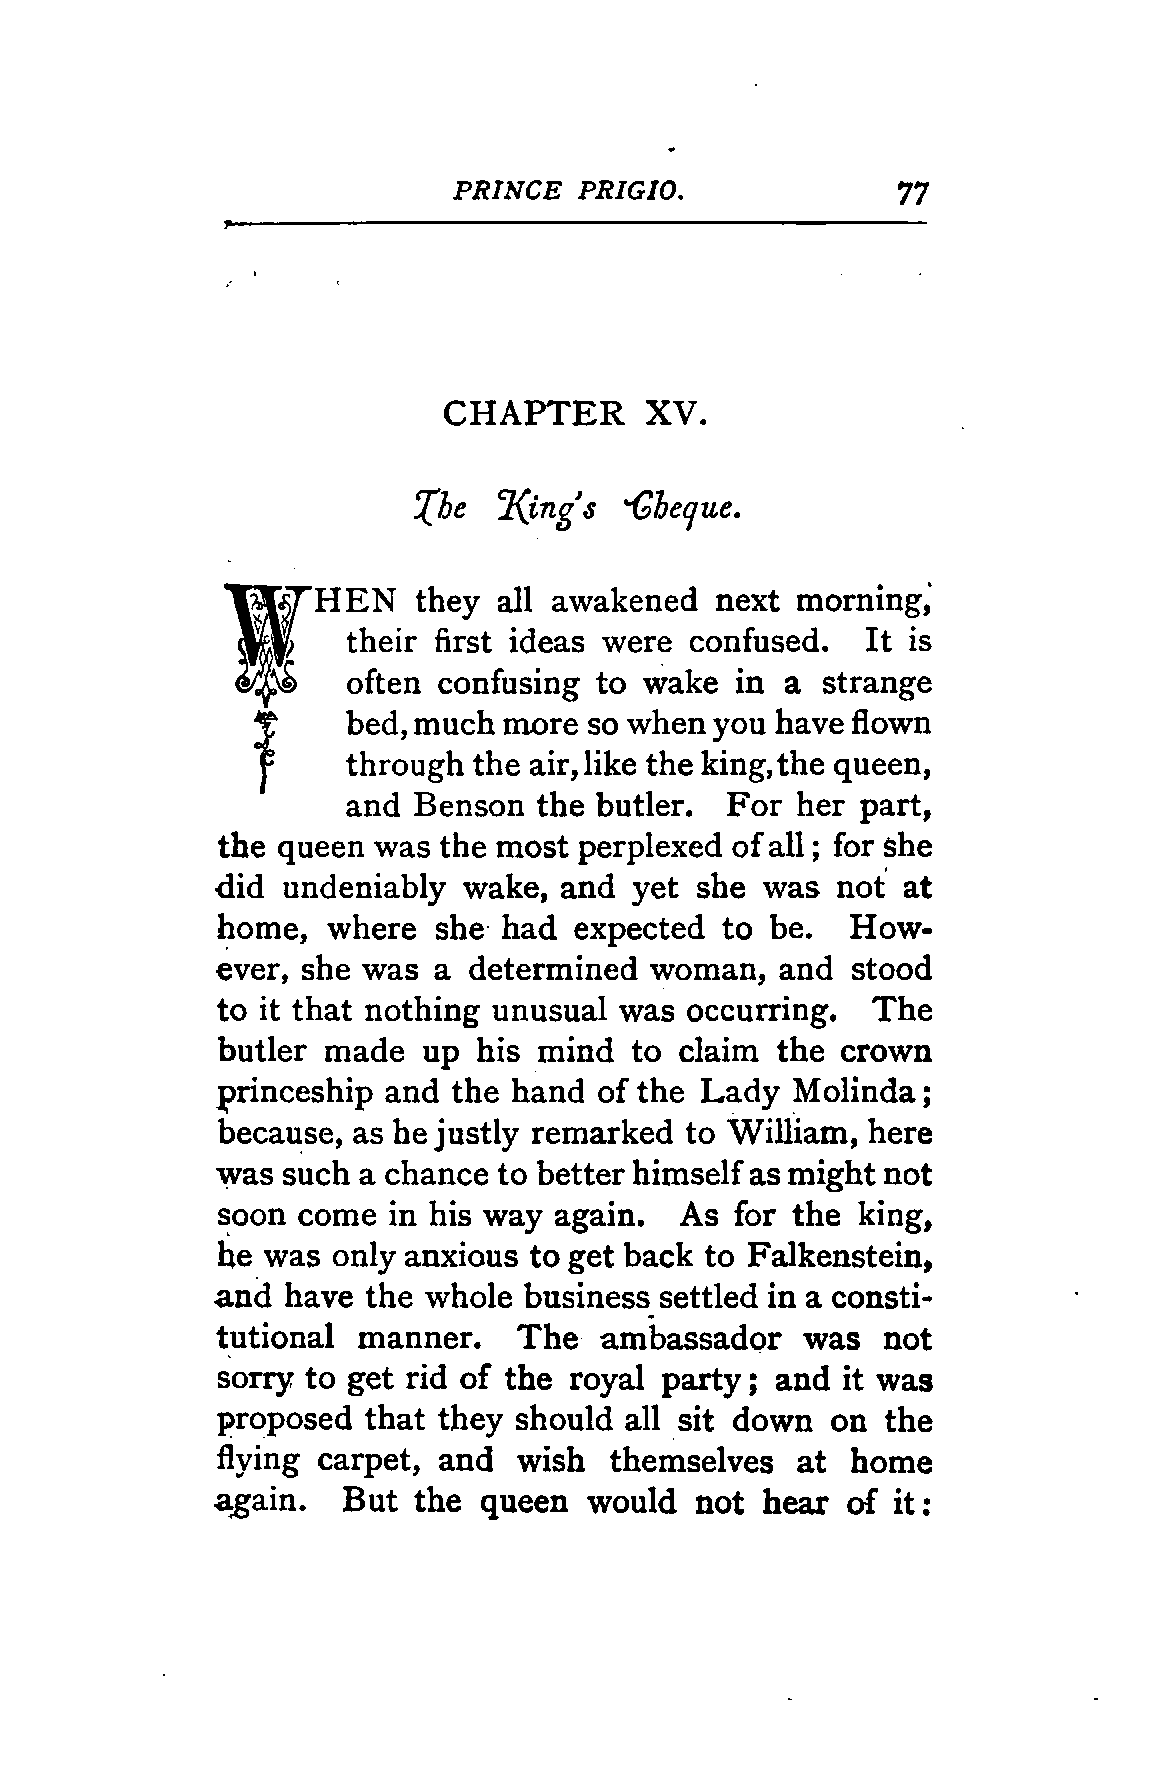 PRINCE PRIGIO. 77
CHAPTER XV.
The King's Cheque.
WHEN they all awakened next morning,
their first ideas were confused. It is
often confusing to wake in a strange
bed, much more so when you have flown
through the air, like the king, the queen,
and Benson the butler. For her part,
the queen was the most perplexed of all; for she
did undeniably wake, and yet she was not at
home, where she had expected to be. How-
ever, she was a determined woman, and stood
to it that nothing unusual was occurring. The
butler made up his mind to claim the crown
princeship and the hand of the Lady Molinda;
because, as he justly remarked to William, here
was such a chance to better himself as might not
soon come in his way again. As for the king,
he was only anxious to get back to Falkenstein,
and have the whole business settled in a consti-
tutional manner. The ambassador was not
sorry to get rid of the royal party; and it was
proposed that they should all sit down on the
flying carpet, and wish themselves at home
again. But the queen would not hear of it: